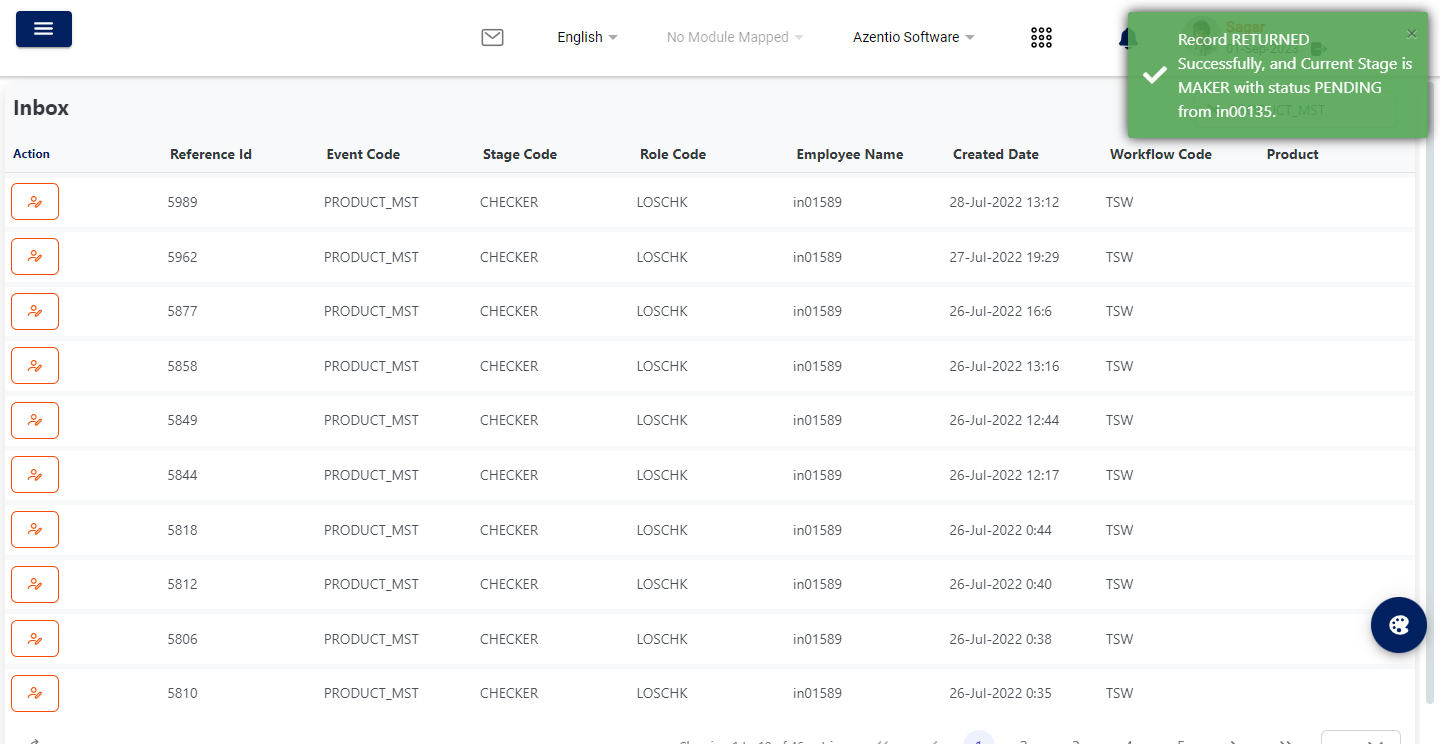 English
No Module Mapped
Azentio Software
Sagar
01-Sep-2023
Record RETURNED
Successfully, and Current Stage is
MAKER with status PENDING
from in00135.
×
Inbox
Action Reference Id Event Code Stage Code Role Code Employee Name Created Date Workflow Code Product
5989 PRODUCT_MST CHECKER LOSCHK in01589 28-Jul-2022 13:12 TSW
5962 PRODUCT_MST CHECKER LOSCHK in01589 27-Jul-2022 19:29 TSW
5877 PRODUCT_MST CHECKER LOSCHK in01589 26-Jul-2022 16:6 TSW
5858 PRODUCT_MST CHECKER LOSCHK in01589 26-Jul-2022 13:16 TSW
5849 PRODUCT_MST CHECKER LOSCHK in01589 26-Jul-2022 12:44 TSW
5844 PRODUCT_MST CHECKER LOSCHK in01589 26-Jul-2022 12:17 TSW
5818 PRODUCT_MST CHECKER LOSCHK in01589 26-Jul-2022 0:44 TSW
5812 PRODUCT_MST CHECKER LOSCHK in01589 26-Jul-2022 0:40 TSW
5806 PRODUCT_MST CHECKER LOSCHK in01589 26-Jul-2022 0:38 TSW
5810 PRODUCT_MST CHECKER LOSCHK in01589 26-Jul-2022 0:35 TSW